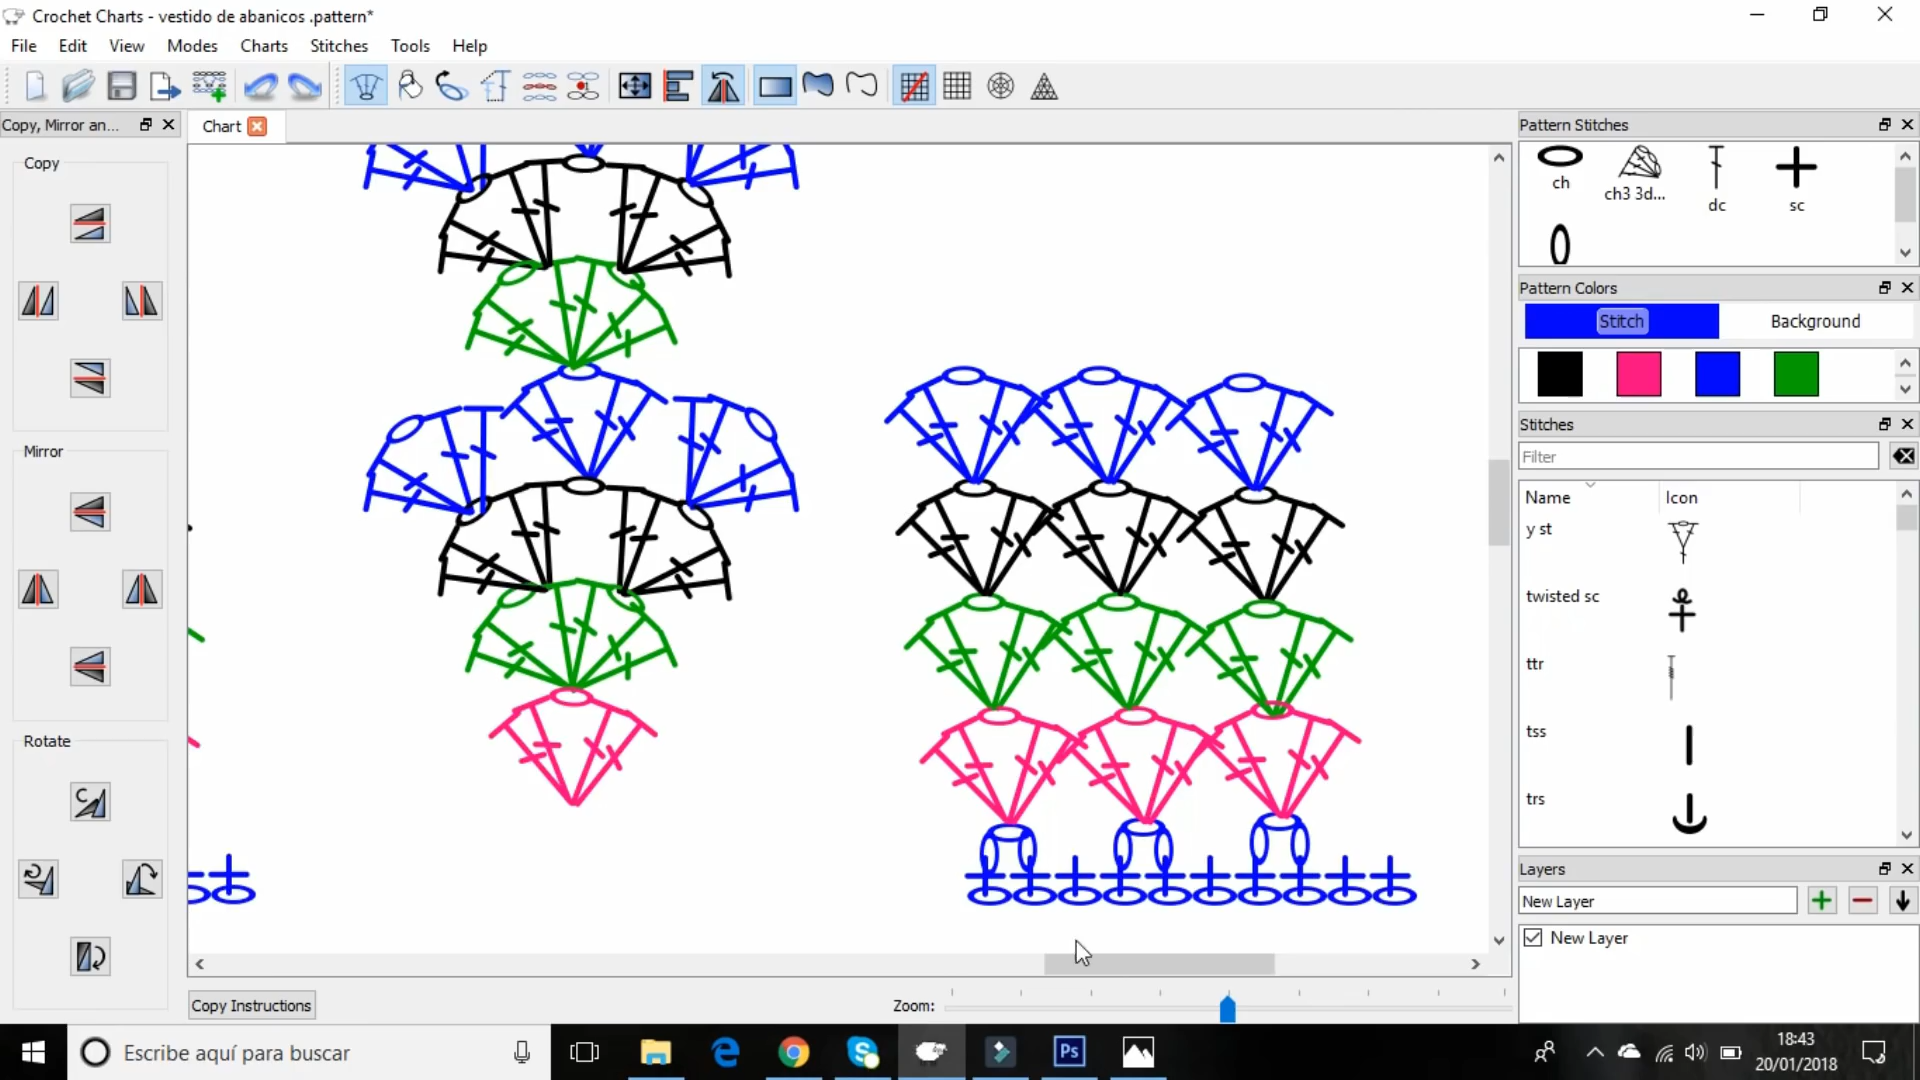 Crochet Charts - vestido de abanicos .pattern*
File Edit View Modes Charts Stitches Tools Help
Copy, Mirror an...
Chart
Pattern Stitches
Copy
ch
ch3 3d...
dc
sc
Pattern Colors
Stitch
Background
Stitches
Filter
Mirror
Name
Icon
y st
twisted sc
ttr
tss
Rotate
trs
Layers
New Layer
New Layer
Copy Instructions
Zoom:
Escribe aquí para buscar
Ps
18:43
20/01/2018